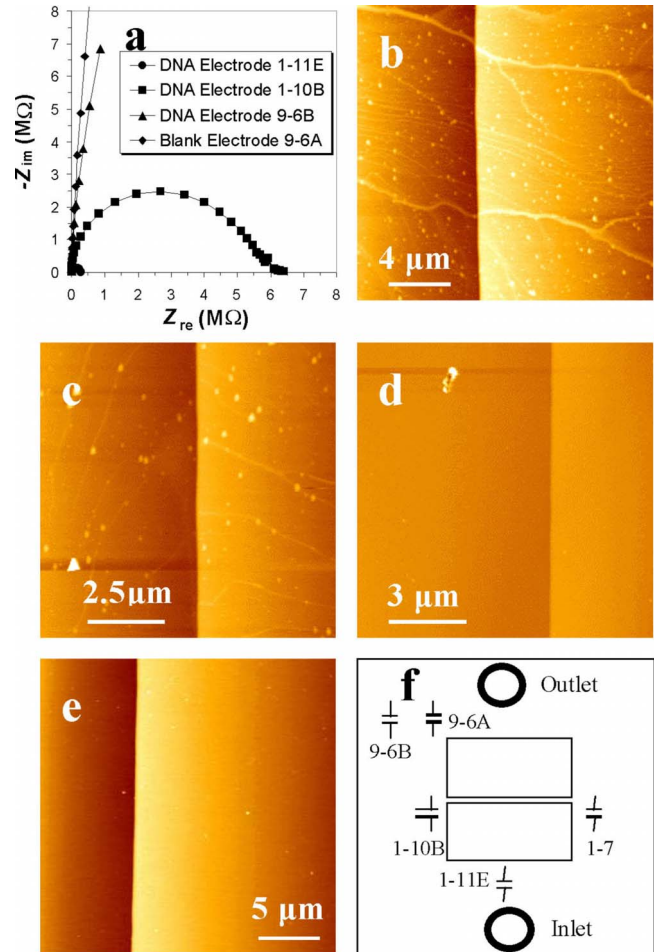 a
DNA Electrode 1-11E
DNA Electrode 1-10B
DNA Electrode 9-6B
Blank Electrode 9-6A
-Zim (MΩ)
8
7
6
5
4
3
2
1
0
0 1 2 3 4 5 6 7 8
Zre (MΩ)
b
4 µm
c
2.5µm
d
3 µm
e
5 µm
f
Outlet
9-6A
9-6B
1-10B
1-7
1-11E
Inlet